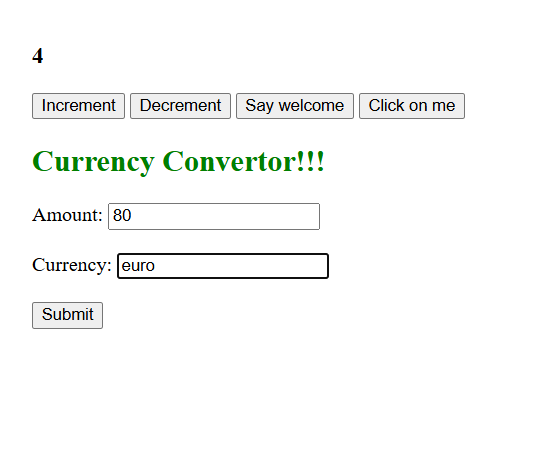 4
Increment Decrement Say welcome Click on me
Currency Convertor!!!
Amount: 80
Currency: euro
Submit